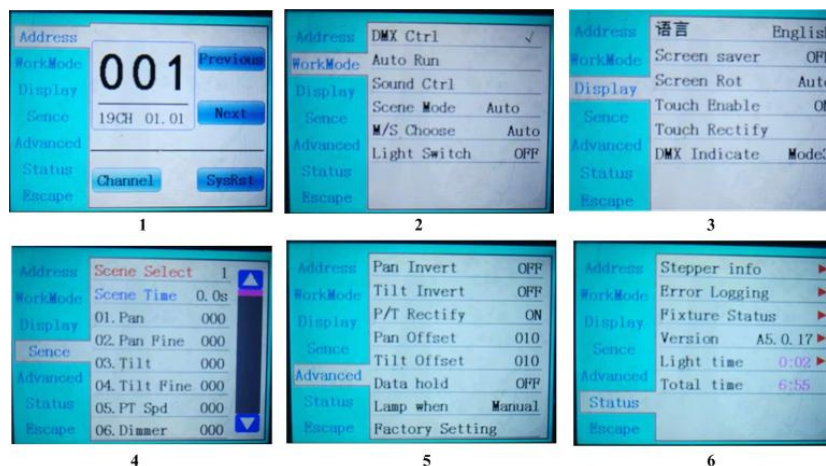 Address
WorkMode
Display
Sence
Advanced
Status
Escape
001
19CH 01.01
Previous
Next
Channel
SysRst
1
Address
WorkMode
Display
Sence
Advanced
Status
Escape
DMX Ctrl √
Auto Run
Sound Ctrl
Scene Mode Auto
M/S Choose Auto
Light Switch OFF
2
Address
WorkMode
Display
Sence
Advanced
Status
Escape
语言 English
Screen saver
Screen Rot Auto
Touch Enable
Touch Rectify
DMX Indicate
3
Address
WorkMode
Display
Sence
Advanced
Status
Escape
Scene Select 1
Scene Time 0.0s
01.Pan 000
02.Pan Fine 000
03.Tilt 000
04.Tilt Fine 000
05.PT Spd 000
06.Dimmer 000
4
Address
WorkMode
Display
Sence
Advanced
Status
Escape
Pan Invert OFF
Tilt Invert OFF
P/T Rectify ON
Pan Offset 010
Tilt Offset 010
Data hold OFF
Lamp when Manual
Factory Setting
5
Address
WorkMode
Display
Sence
Advanced
Status
Escape
Stepper info
Error Logging
Fixture Status
Version A5.0.17
Light time 0:02
Total time 6:55
6